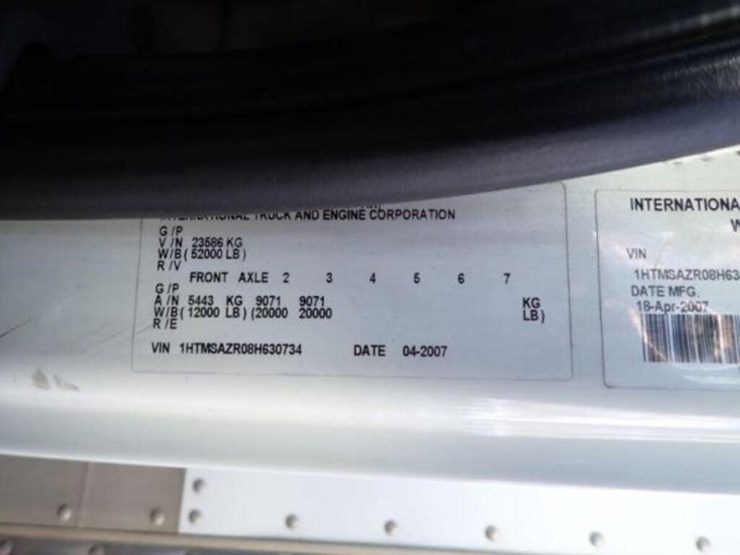 INTERNATIONAL TRUCK AND ENGINE CORPORATION
G/P
V/N 23586 KG
W/B (52000 LB)
R/V
FRONT AXLE 2 3 4 5 6 7
G/P
A/N 5443 KG 9071 9071 KG
W/B (12000 LB) (20000 20000 LB)
R/E
VIN 1HTMSAZR08H630734 DATE 04-2007
INTERNATIONA
VIN
1HTMSAZR08H63
DATE MFG.
18-Apr-2007